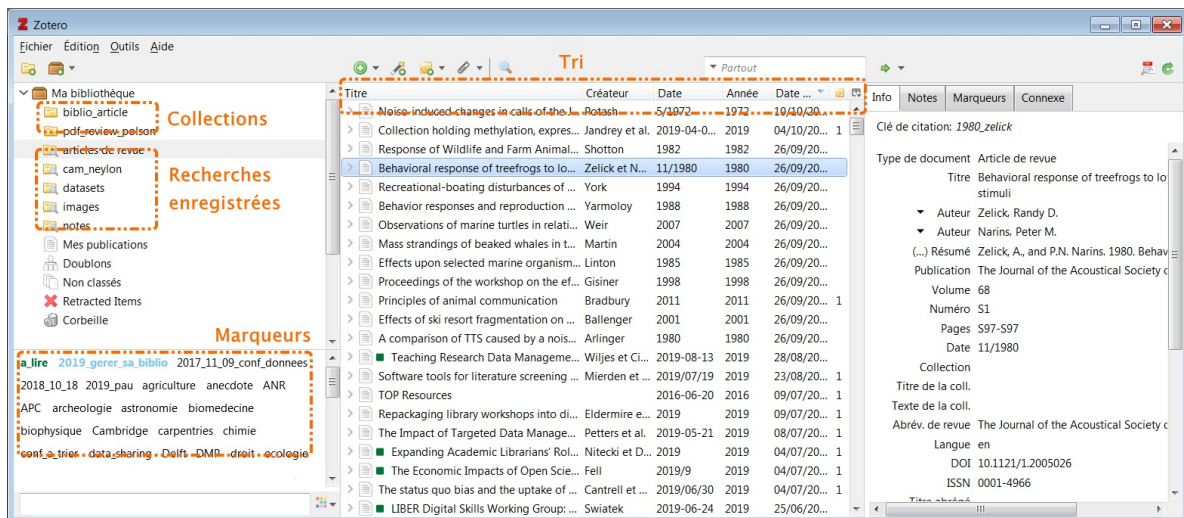 Zotero
Fichier Édition Outils Aide
Tri
Partout
Ma bibliothèque
biblio_article
pdf_review_polson
articles de revue
cam_neylon
datasets
images
notes
Mes publications
Doublons
Non classés
Retracted Items
Corbeille
Collections
Recherches
enregistrées
Marqueurs
a_lire 2019_gerer_sa_biblio 2017_11_09_conf_donnees
2018_10_18 2019_pau agriculture anecdote ANR
APC archeologie astronomie biomedecine
biophysique Cambridge carpentries chimie
conf_a_trier data_sharing Delft DMP droit ecologie
Titre Créateur Date Année Date ...
Noise-induced changes in calls of the J... Potash 5/1972 1972 10/10/20...
Collection holding methylation, expres... Jandrey et al. 2019-04-0... 2019 04/10/20... 1
Response of Wildlife and Farm Animal... Shotton 1982 1982 26/09/20...
Behavioral response of treefrogs to lo... Zelick et N... 11/1980 1980 26/09/20...
Recreational-boating disturbances of ... York 1994 1994 26/09/20...
Behavior responses and reproduction ... Yarmoloy 1988 1988 26/09/20...
Observations of marine turtles in relati... Weir 2007 2007 26/09/20...
Mass strandings of beaked whales in t... Martin 2004 2004 26/09/20...
Effects upon selected marine organism... Linton 1985 1985 26/09/20...
Proceedings of the workshop on the ef... Gisiner 1998 1998 26/09/20...
Principles of animal communication Bradbury 2011 2011 26/09/20... 1
Effects of ski resort fragmentation on ... Ballenger 2001 2001 26/09/20...
A comparison of TTS caused by a nois... Arlinger 1980 1980 26/09/20...
Teaching Research Data Manageme... Wiljes et Ci... 2019-08-13 2019 28/08/20...
Software tools for literature screening ... Mierden et ... 2019/07/19 2019 23/08/20... 1
TOP Resources 2016-06-20 2016 09/07/20... 1
Repackaging library workshops into di... Eldermire e... 2019 2019 09/07/20... 1
The Impact of Targeted Data Manage... Petters et al. 2019-05-21 2019 08/07/20... 1
Expanding Academic Librarians' Rol... Nitecki et D... 2019 2019 04/07/20... 1
The Economic Impacts of Open Scie... Fell 2019/9 2019 04/07/20... 1
The status quo bias and the uptake of ... Cantrell et ... 2019/06/30 2019 04/07/20... 1
LIBER Digital Skills Working Group: ... Swiatek 2019-06-24 2019 25/06/20...
Info Notes Marqueurs Connexe
Clé de citation: 1980_zelick
Type de document Article de revue
Titre Behavioral response of treefrogs to lo
stimuli
Auteur Zelick, Randy D.
Auteur Narins, Peter M.
(...) Résumé Zelick, A., and P.N. Narins. 1980. Behav
Publication The Journal of the Acoustical Society
Volume 68
Numéro S1
Pages S97-S97
Date 11/1980
Collection
Titre de la coll.
Texte de la coll.
Abrév. de revue The Journal of the Acoustical Society
Langue en
DOI 10.1121/1.2005026
ISSN 0001-4966
Titre abrégé